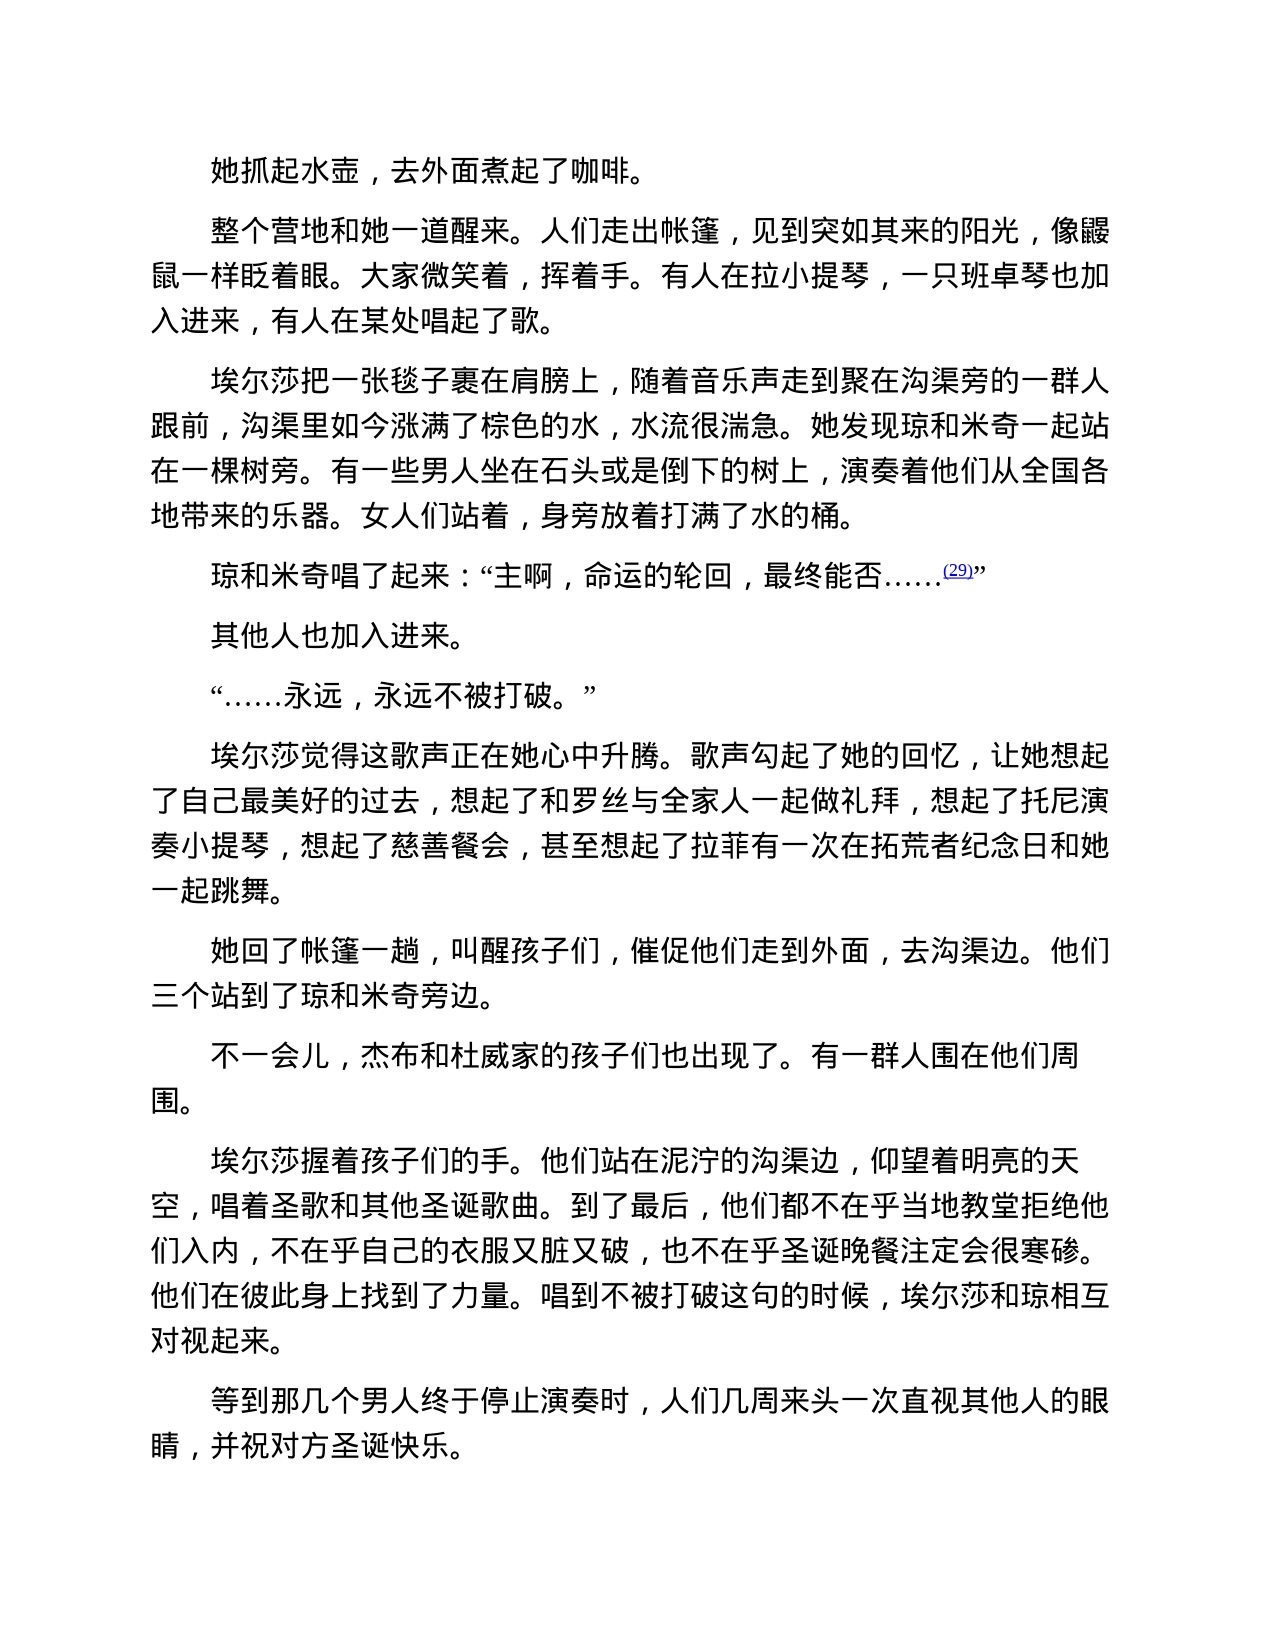 她抓起水壶，去外面煮起了咖啡。
整个营地和她一道醒来。人们走出帐篷，见到突如其来的阳光，像鼹
鼠一样眨着眼。大家微笑着，挥着手。有人在拉小提琴，一只班卓琴也加
入进来，有人在某处唱起了歌。
埃尔莎把一张毯子裹在肩膀上，随着音乐声走到聚在沟渠旁的一群人
跟前，沟渠里如今涨满了棕色的水，水流很湍急。她发现琼和米奇一起站
在一棵树旁。有一些男人坐在石头或是倒下的树上，演奏着他们从全国各
地带来的乐器。女人们站着，身旁放着打满了水的桶。
琼和米奇唱了起来：“主啊，命运的轮回，最终能否……(29)”
其他人也加入进来。
“……永远，永远不被打破。”
埃尔莎觉得这歌声正在她心中升腾。歌声勾起了她的回忆，让她想起
了自己最美好的过去，想起了和罗丝与全家人一起做礼拜，想起了托尼演
奏小提琴，想起了慈善餐会，甚至想起了拉菲有一次在拓荒者纪念日和她
一起跳舞。
她回了帐篷一趟，叫醒孩子们，催促他们走到外面，去沟渠边。他们
三个站到了琼和米奇旁边。
不一会儿，杰布和杜威家的孩子们也出现了。有一群人围在他们周
围。
埃尔莎握着孩子们的手。他们站在泥泞的沟渠边，仰望着明亮的天
空，唱着圣歌和其他圣诞歌曲。到了最后，他们都不在乎当地教堂拒绝他
们入内，不在乎自己的衣服又脏又破，也不在乎圣诞晚餐注定会很寒碜。
他们在彼此身上找到了力量。唱到不被打破这句的时候，埃尔莎和琼相互
对视起来。
等到那几个男人终于停止演奏时，人们几周来头一次直视其他人的眼
睛，并祝对方圣诞快乐。